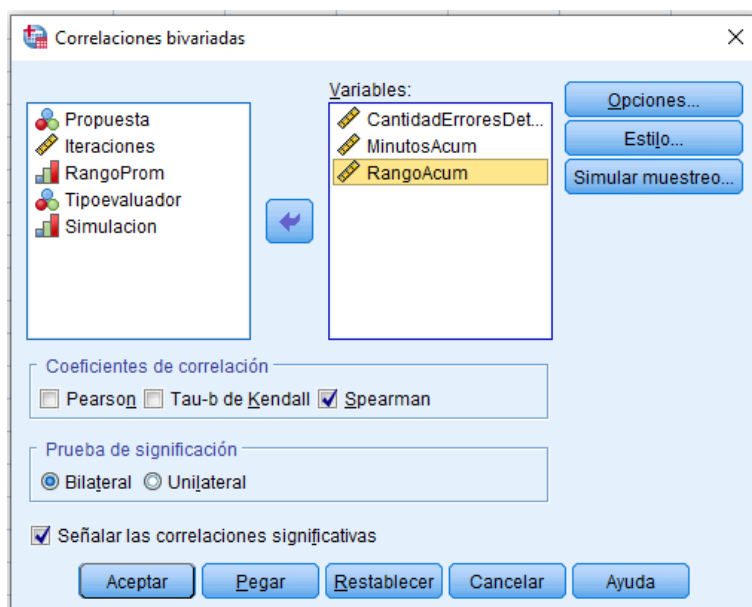 Correlaciones bivariadas
Propuesta
Iteraciones
RangoProm
Tipoevaluador
Simulacion
Variables:
CantidadErroresDet...
MinutosAcum
RangoAcum
Opciones...
Estilo...
Simular muestreo...
Coeficientes de correlación
Pearson Tau-b de Kendall Spearman
Prueba de significación
Bilateral Unilateral
Señalar las correlaciones significativas
Aceptar Pegar Restablecer Cancelar Ayuda